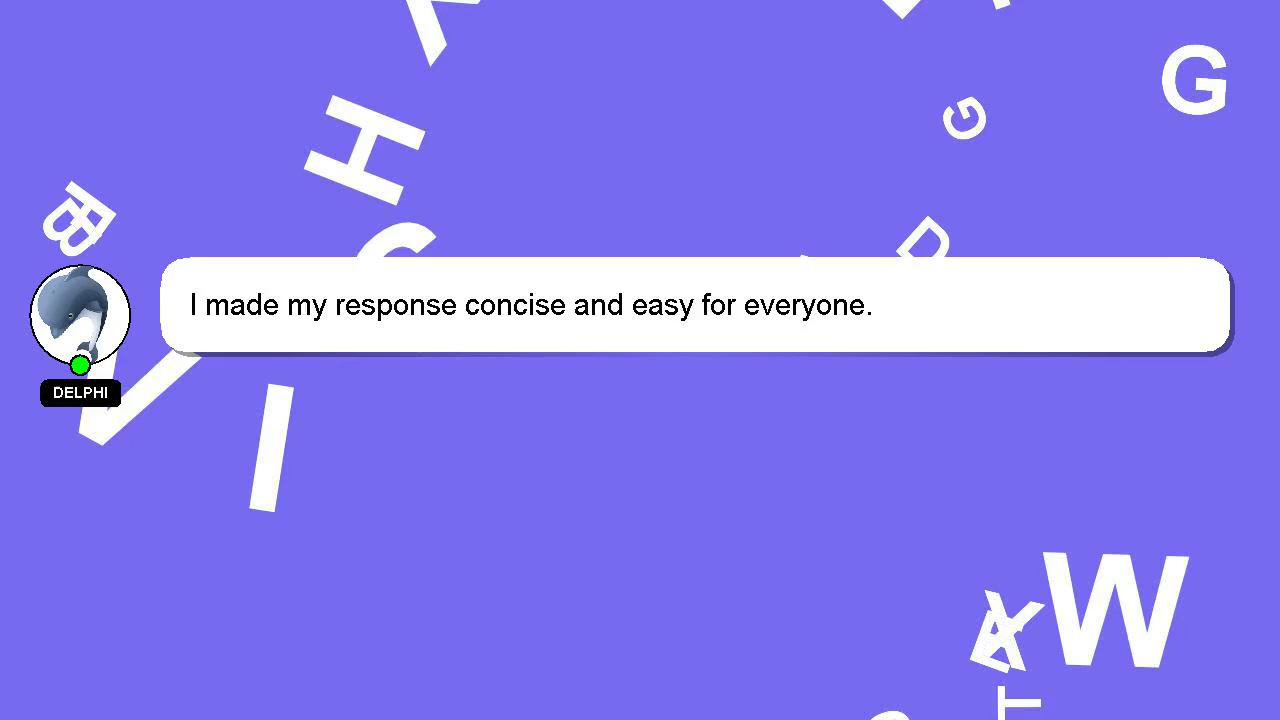 G
G
H
B
D
I made my response concise and easy for everyone.
DELPHI
V
I
W
X
T